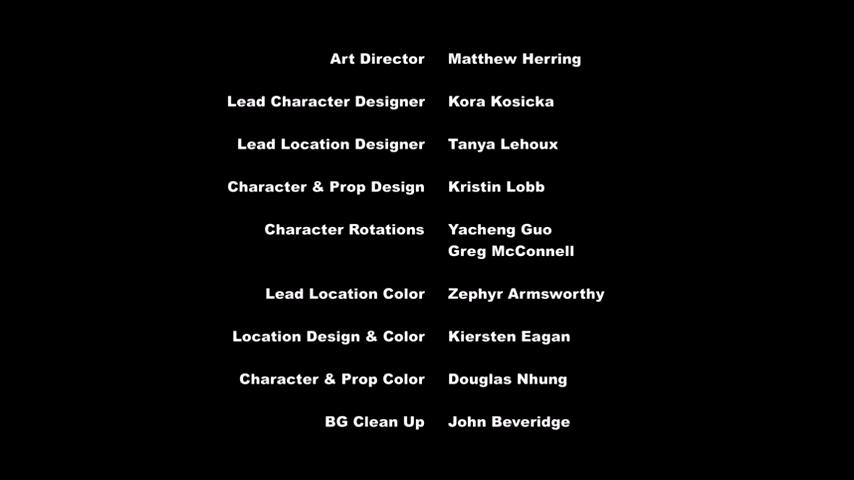 Art Director Matthew Herring
Lead Character Designer Kora Kosicka
Lead Location Designer Tanya Lehoux
Character & Prop Design Kristin Lobb
Character Rotations Yacheng Guo
Greg McConnell
Lead Location Color Zephyr Armsworthy
Location Design & Color Kiersten Eagan
Character & Prop Color Douglas Nhung
BG Clean Up John Beveridge